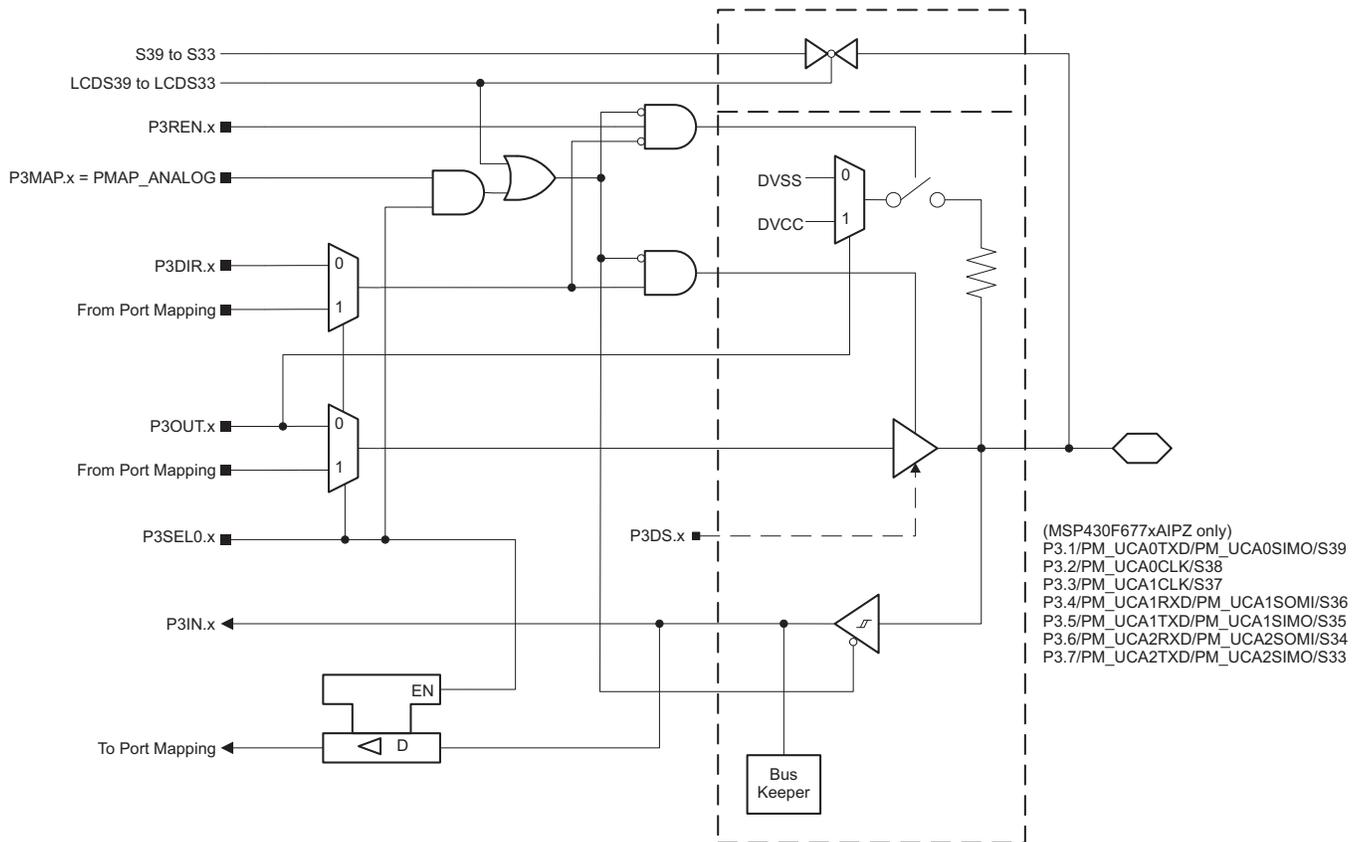 S39 to S33
LCDS39 to LCDS33
P3REN.x
P3MAP.x = PMAP_ANALOG
DVSS
0
DVCC
1
P3DIR.x
0
From Port Mapping
1
P3OUT.x
0
From Port Mapping
1
P3SEL0.x
P3DS.x
(MSP430F677xAIPZ only)
P3.1/PM_UCA0TXD/PM_UCA0SIMO/S39
P3.2/PM_UCA0CLK/S38
P3.3/PM_UCA1CLK/S37
P3.4/PM_UCA1RXD/PM_UCA1SOMI/S36
P3.5/PM_UCA1TXD/PM_UCA1SIMO/S35
P3.6/PM_UCA2RXD/PM_UCA2SOMI/S34
P3.7/PM_UCA2TXD/PM_UCA2SIMO/S33
P3IN.x
EN
To Port Mapping
D
Bus
Keeper